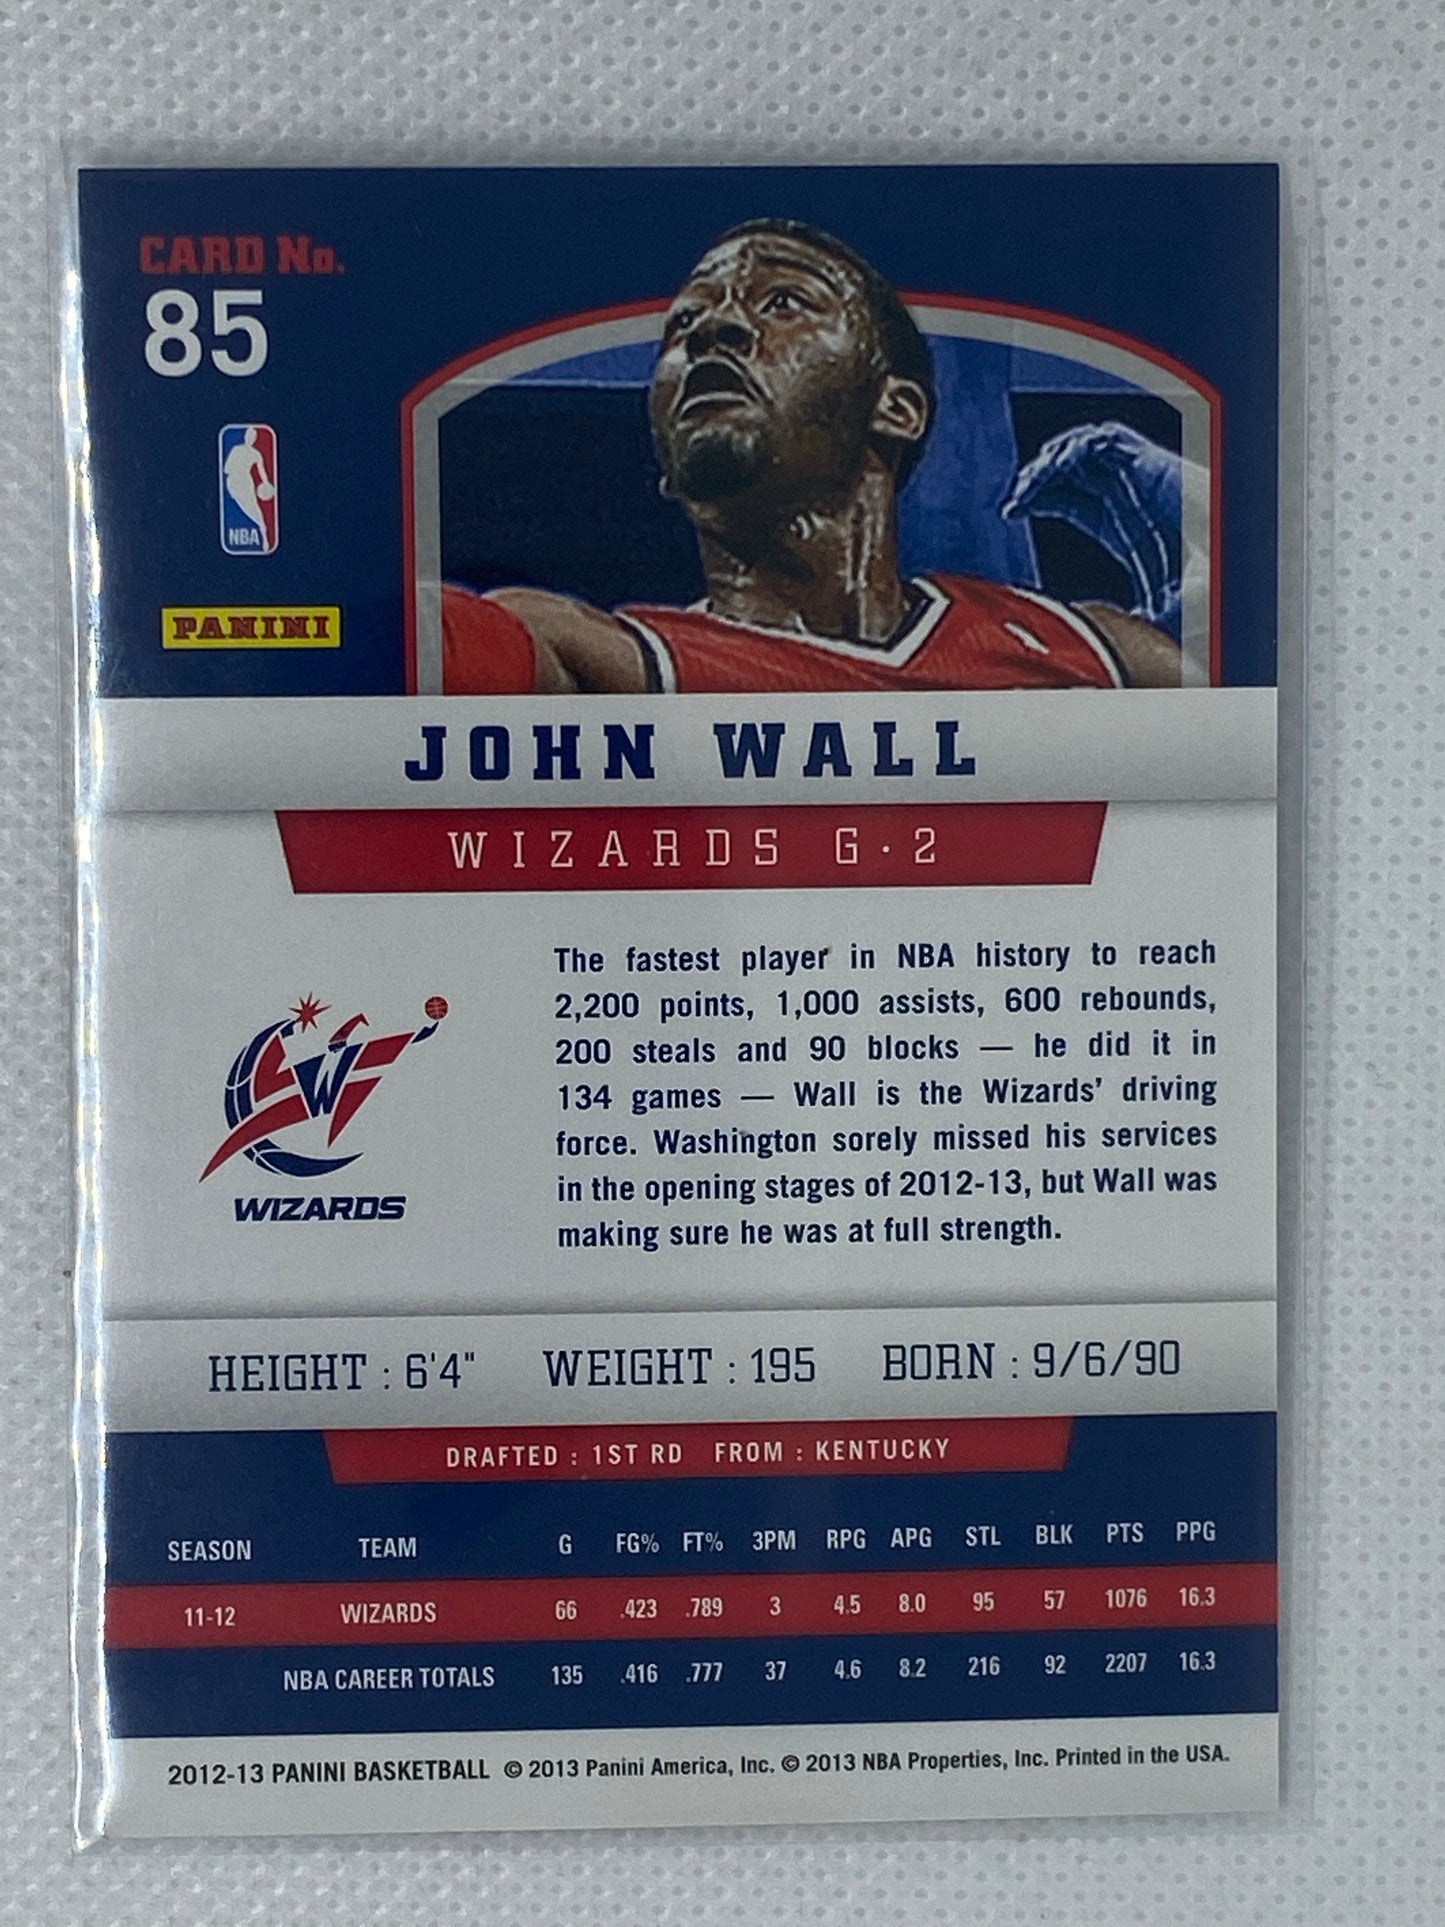 CARD No.
85
NBA
PANINI
JOHN WALL
WIZARDS G·2
The fastest player in NBA history to reach
2,200 points, 1,000 assists, 600 rebounds,
200 steals and 90 blocks — he did it in
134 games — Wall is the Wizards’ driving
force. Washington sorely missed his services
in the opening stages of 2012-13, but Wall was
making sure he was at full strength.
W
WIZARDS
HEIGHT : 6'4" WEIGHT : 195 BORN : 9/6/90
DRAFTED : 1ST RD FROM : KENTUCKY
SEASON TEAM G FG% FT% 3PM RPG APG STL BLK PTS PPG
11-12 WIZARDS 66 .423 .789 3 4.5 8.0 95 57 1076 16.3
NBA CAREER TOTALS 135 .416 .777 37 4.6 8.2 216 92 2207 16.3
2012-13 PANINI BASKETBALL © 2013 Panini America, Inc. © 2013 NBA Properties, Inc. Printed in the USA.